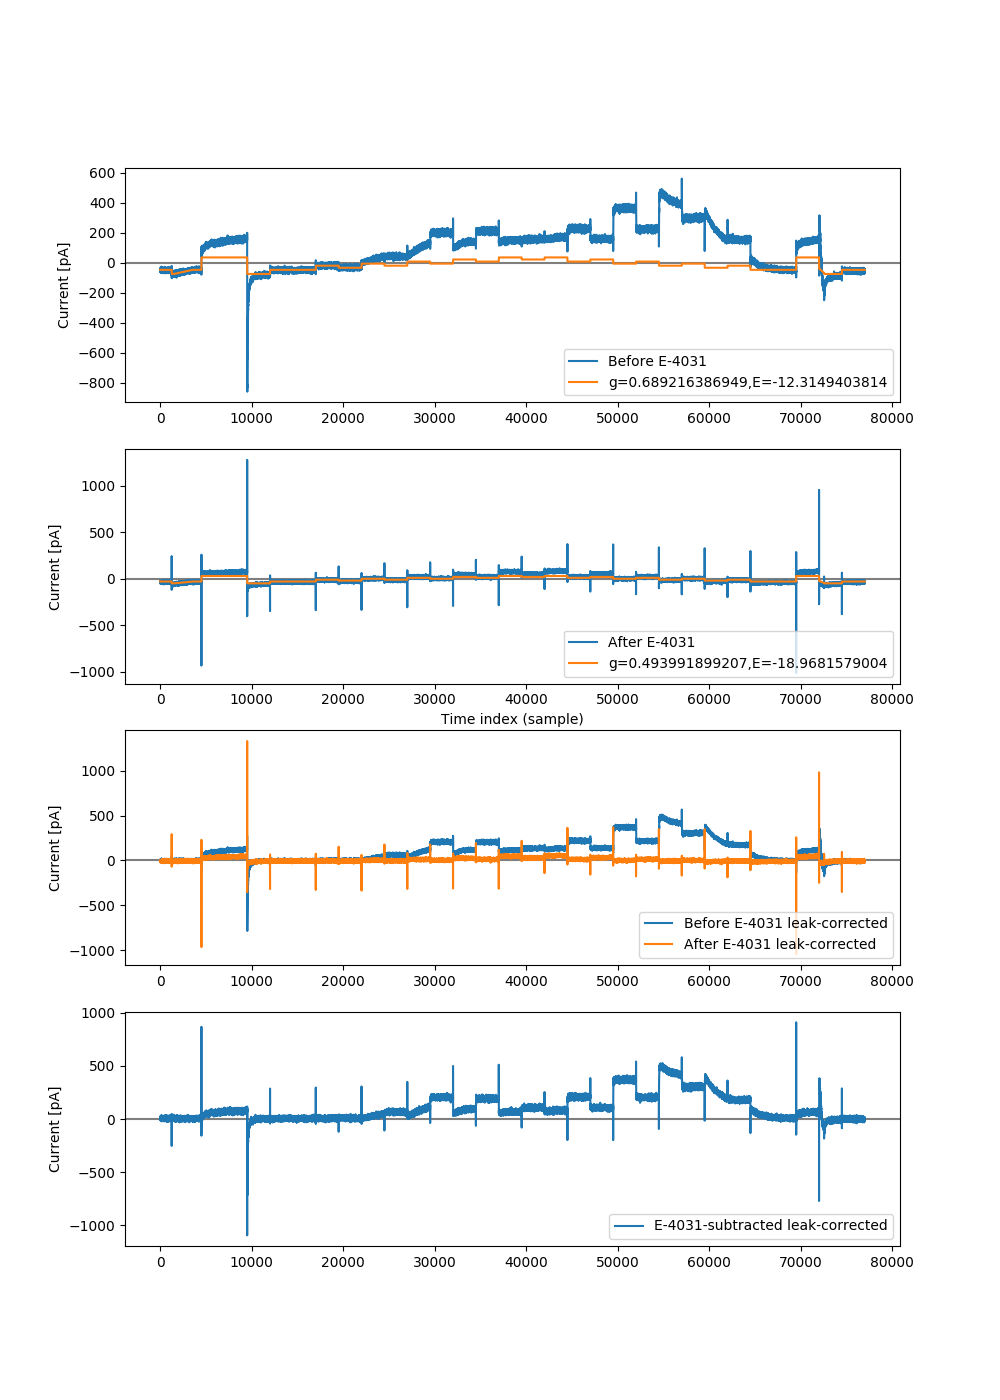 600
400
200
0
−200
−400
−600
−800
Current [pA]
Before E-4031
g=0.689216386949,E=-12.3149403814
0 10000 20000 30000 40000 50000 60000 70000 80000
1000
500
0
−500
−1000
Current [pA]
After E-4031
g=0.493991899207,E=-18.9681579004
0 10000 20000 30000 40000 50000 60000 70000 80000
Time index (sample)
1000
500
0
−500
−1000
Current [pA]
Before E-4031 leak-corrected
After E-4031 leak-corrected
0 10000 20000 30000 40000 50000 60000 70000 80000
1000
500
0
−500
−1000
Current [pA]
E-4031-subtracted leak-corrected
0 10000 20000 30000 40000 50000 60000 70000 80000